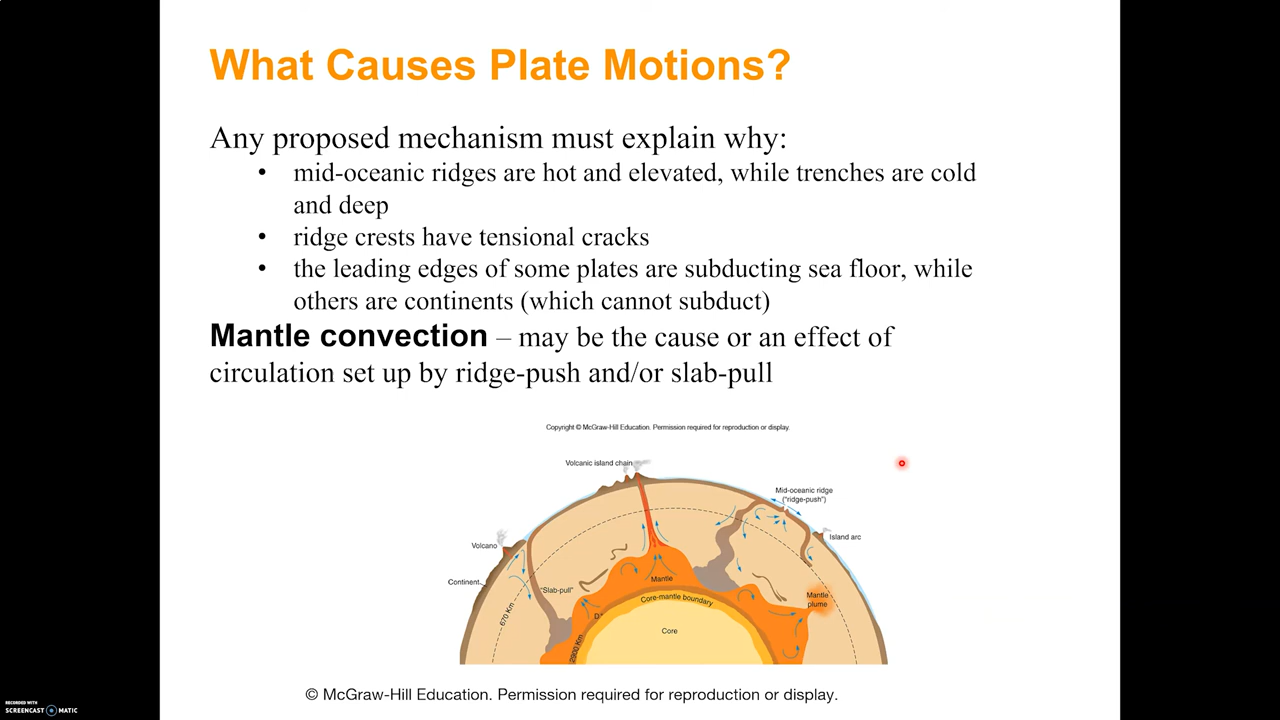 What Causes Plate Motions?
Any proposed mechanism must explain why:
• mid-oceanic ridges are hot and elevated, while trenches are cold
and deep
• ridge crests have tensional cracks
• the leading edges of some plates are subducting sea floor, while
others are continents (which cannot subduct)
Mantle convection – may be the cause or an effect of
circulation set up by ridge-push and/or slab-pull
Copyright © McGraw-Hill Education. Permission required for reproduction or display.
Volcanic island chain
Mid-oceanic ridge
("ridge-push")
Island arc
Volcano
Continent
"Slab-pull"
Mantle
Mantle
plume
Core-mantle boundary
670 Km
D
Core
2900 Km
© McGraw-Hill Education. Permission required for reproduction or display.
RECORDED WITH
SCREENCAST MATIC